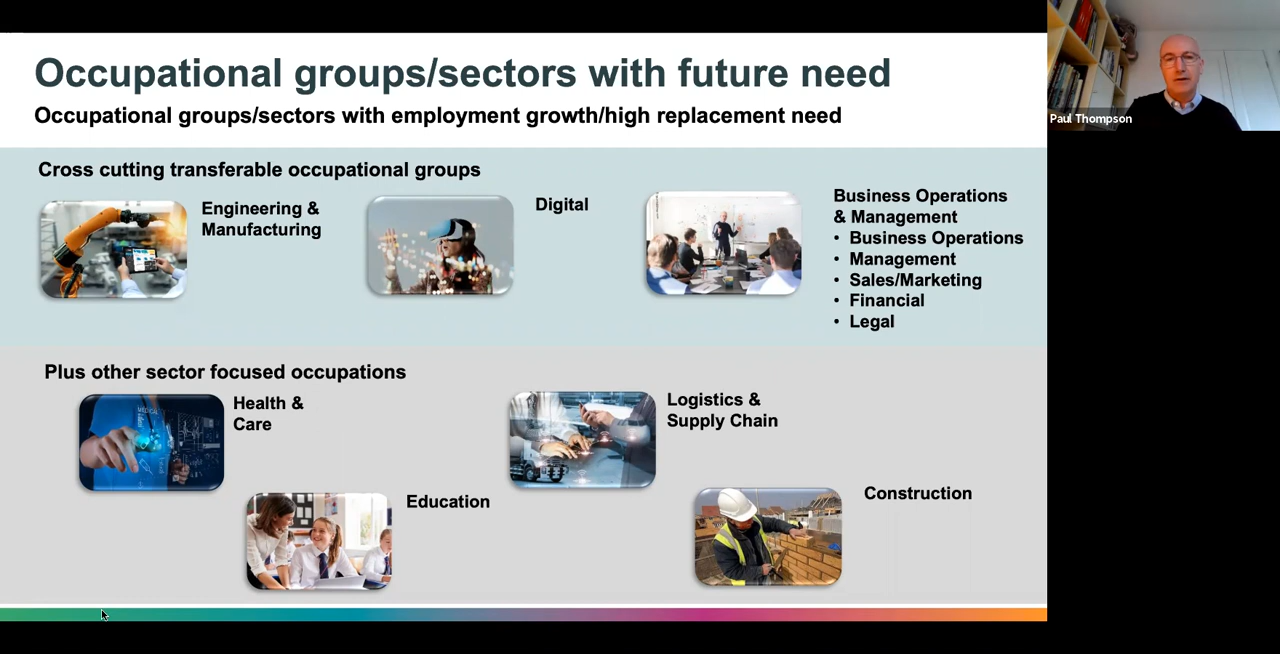 Occupational groups/sectors with future need
Occupational groups/sectors with employment growth/high replacement need
Paul Thompson
Cross cutting transferable occupational groups
Engineering &
Manufacturing
Digital
Business Operations
& Management
• Business Operations
• Management
• Sales/Marketing
• Financial
• Legal
Plus other sector focused occupations
Health &
Care
MEDICAL
Logistics &
Supply Chain
Education
Construction